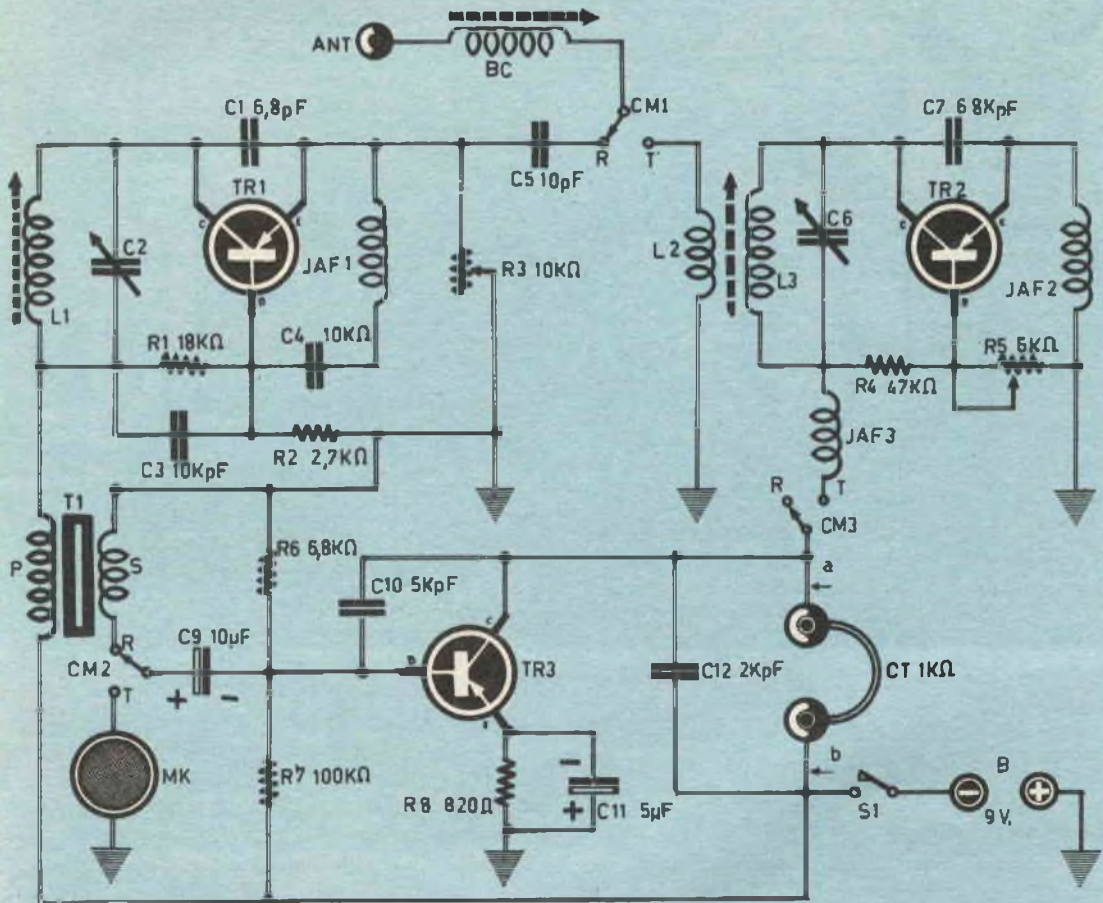 ANT
BC
CM1
R
T
C1 6,8pF
TR1
C
E
B
C2
L1
JAF1
C5 10pF
R3 10KΩ
L2
L3
C6
C7 6 8KpF
TR2
C
E
B
JAF2
R1 18KΩ
C4 10KΩ
R4 47KΩ
R5 5KΩ
C3 10KpF
R2 2,7KΩ
JAF3
T1
P
S
R
T
CM3
a
R6 6,8KΩ
C10 5KpF
R
CM2
T
C9 10µF
+ -
B
C
E
TR3
C12 2KpF
CT 1KΩ
MK
R7 100KΩ
R8 820Ω
-
+
C11 5µF
b
S1
B
- +
9V.